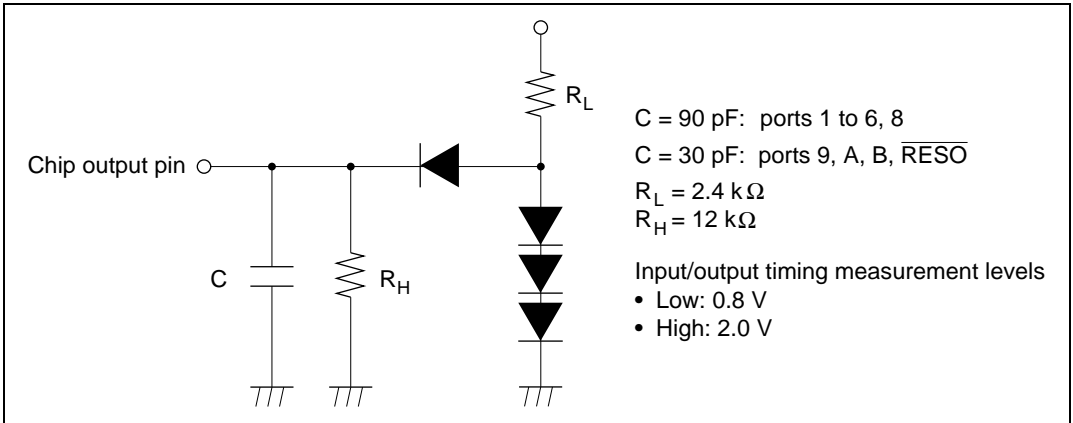 R_L
C = 90 pF: ports 1 to 6, 8
Chip output pin
C = 30 pF: ports 9, A, B, R̅E̅S̅O̅
R_L = 2.4 kΩ
R_H = 12 kΩ
C
R_H
Input/output timing measurement levels
• Low: 0.8 V
• High: 2.0 V